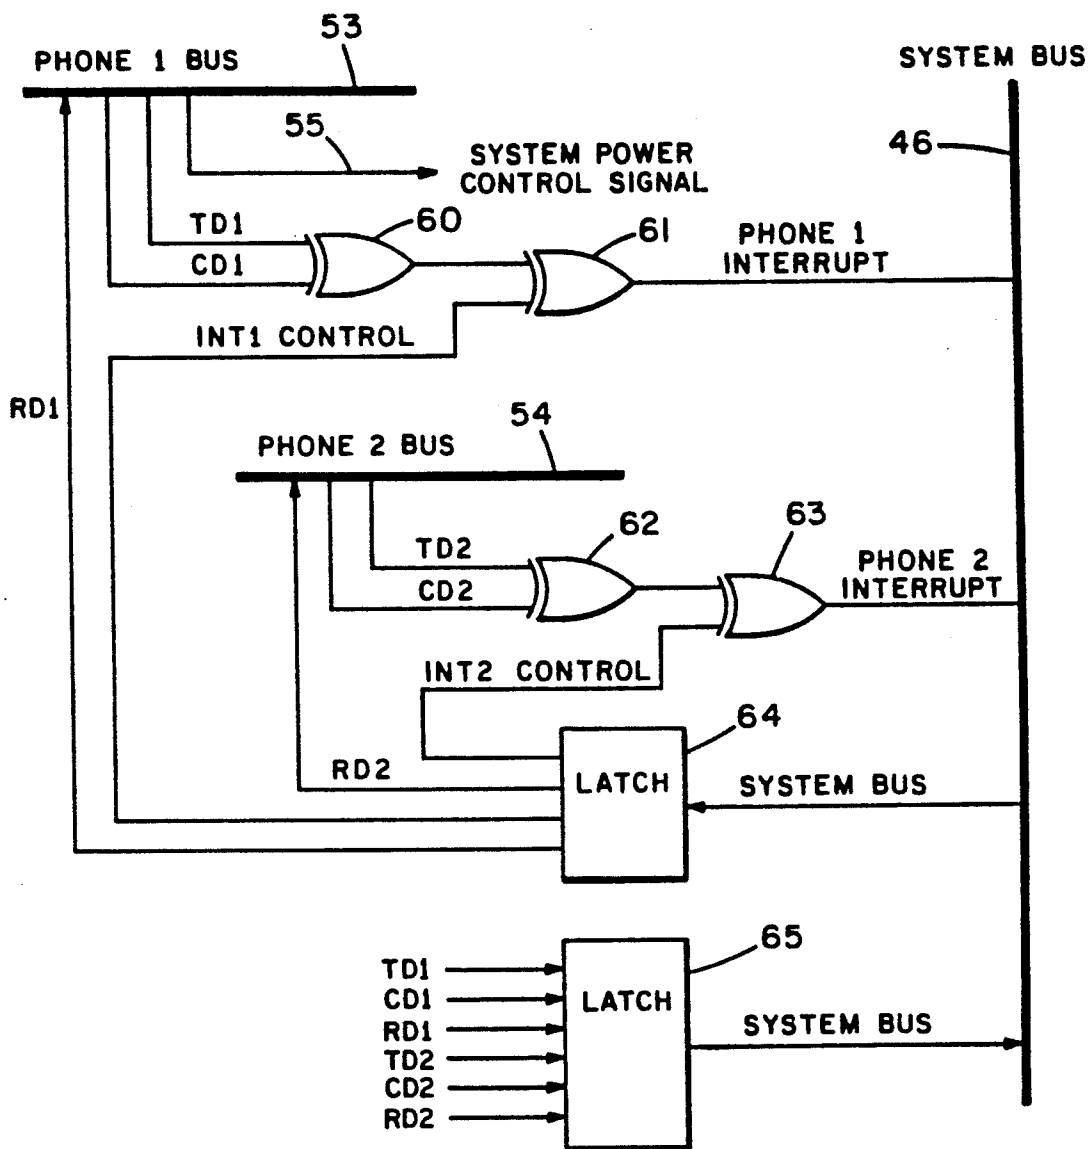 53
PHONE 1 BUS
SYSTEM BUS
55
46
SYSTEM POWER
CONTROL SIGNAL
TD1
60
CD1
61
PHONE 1
INTERRUPT
INT1 CONTROL
RD1
54
PHONE 2 BUS
62
63
TD2
CD2
PHONE 2
INTERRUPT
INT2 CONTROL
64
RD2
LATCH
SYSTEM BUS
65
TD1
CD1
LATCH
RD1
SYSTEM BUS
TD2
CD2
RD2